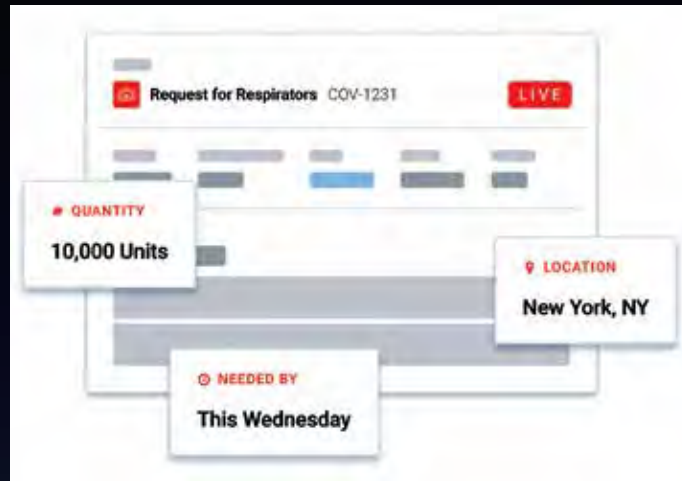 Request for Respirators COV-1231
LIVE
# QUANTITY
10,000 Units
LOCATION
New York, NY
NEEDED BY
This Wednesday